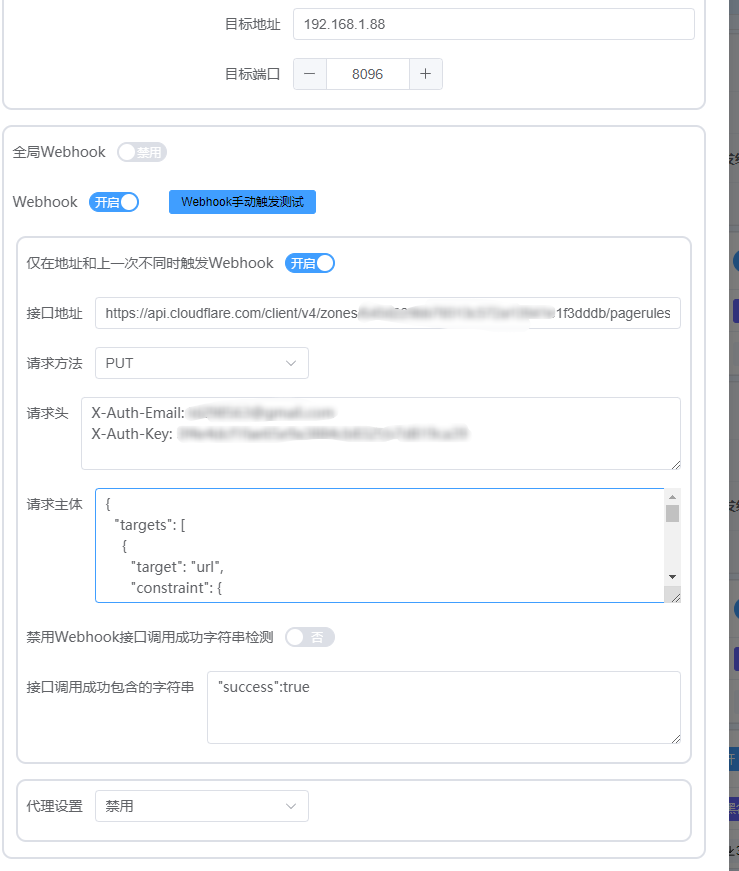 目标地址 192.168.1.88
目标端口 — 8096 +
全局Webhook 禁用
Webhook 开启 Webhook手动触发测试
仅在地址和上一次不同时触发Webhook 开启
接口地址 https://api.cloudflare.com/client/v4/zones 1f3dddb/pagerules
请求方法 PUT
请求头 X-Auth-Email:
X-Auth-Key:
请求主体 {
"targets": [
{
"target": "url",
"constraint": {
禁用Webhook接口调用成功字符串检测 否
接口调用成功包含的字符串 "success":true
代理设置 禁用